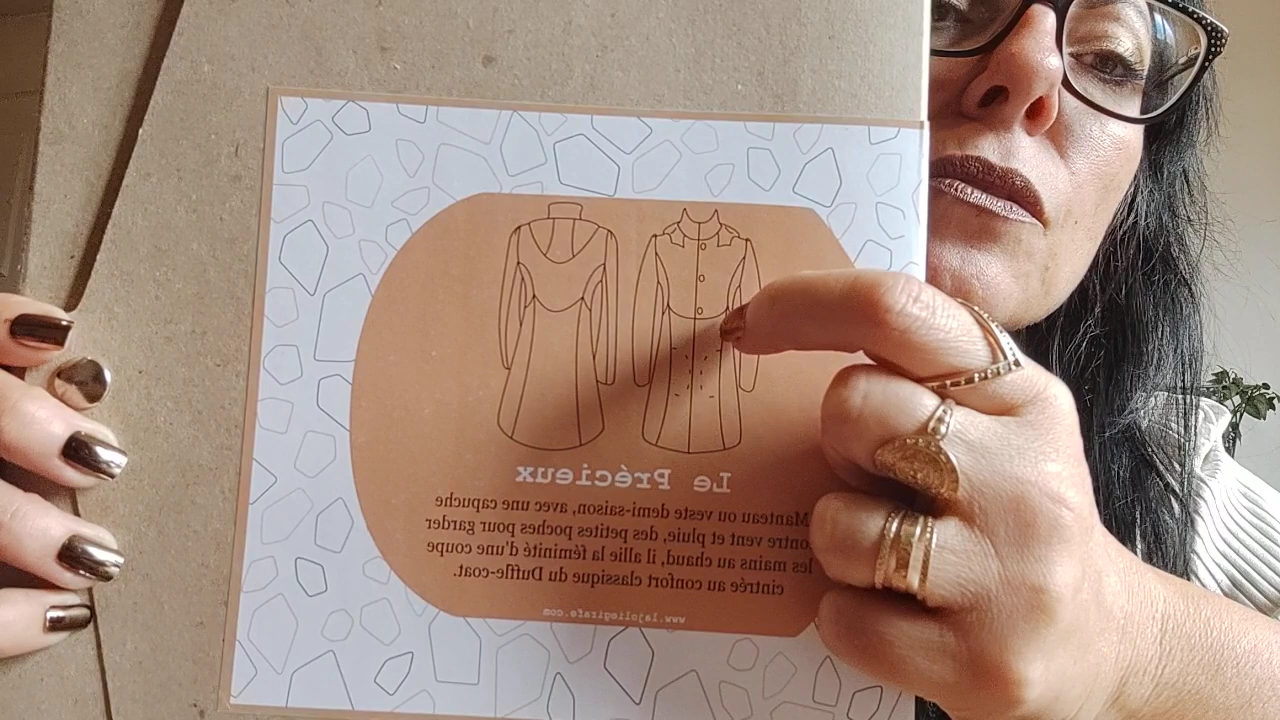 Le Précieux
Manteau ou veste demi-saison, avec une capuche
contre vent et pluie, des petites poches pour garder
les mains au chaud, il allie la féminité d'une coupe
cintrée au confort classique du Duffle-coat.
www.lajoliegirafe.com